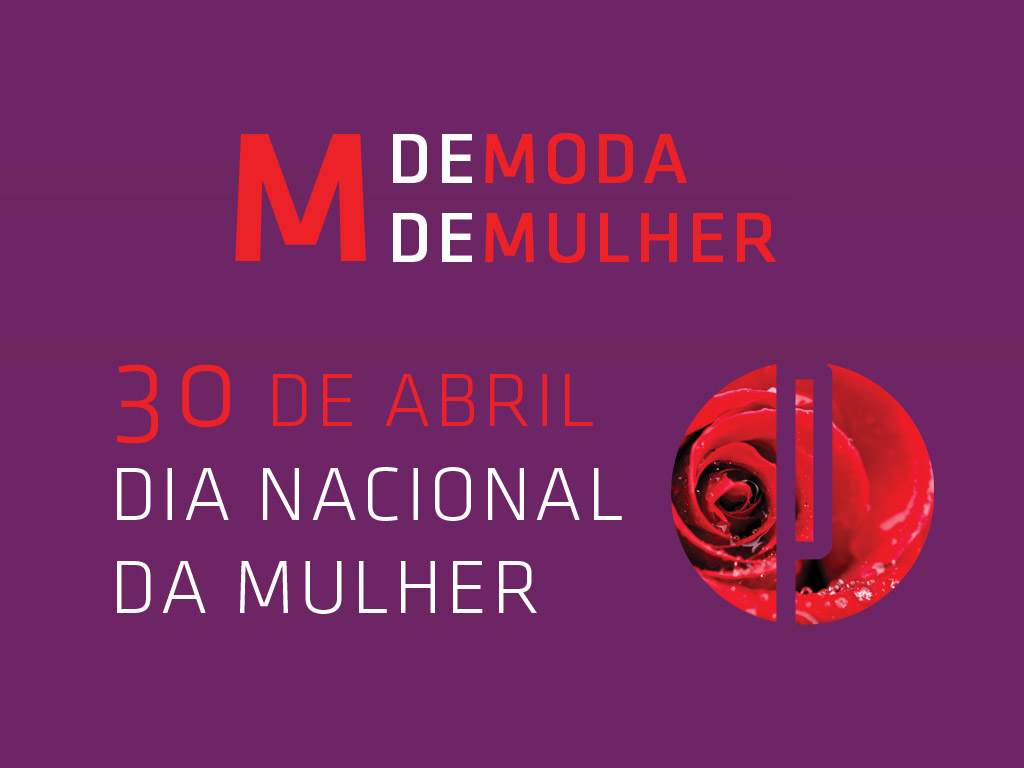 M DEMODA
DEMULHER
30 DE ABRIL
DIA NACIONAL
DA MULHER